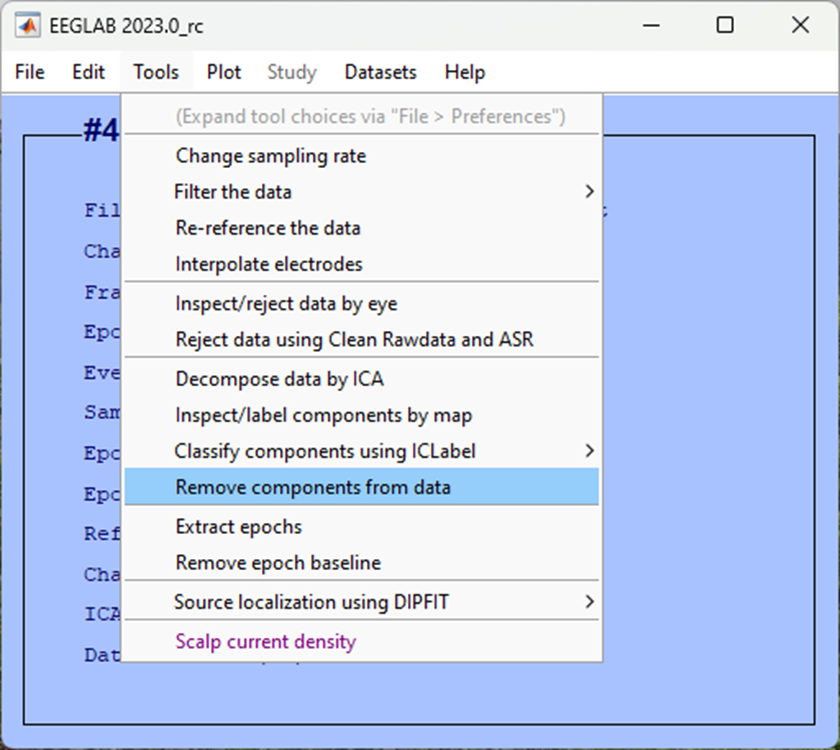 EEGLAB 2023.0_rc
File Edit Tools Plot Study Datasets Help
(Expand tool choices via "File > Preferences")
#4
Change sampling rate
Filter the data
Fil
Re-reference the data
Cha
Interpolate electrodes
Fra
Inspect/reject data by eye
Epo
Reject data using Clean Rawdata and ASR
Eve
Decompose data by ICA
Sam
Inspect/label components by map
Epo
Classify components using ICLabel
Epo
Remove components from data
Ref
Extract epochs
Cha
Remove epoch baseline
ICA
Source localization using DIPFIT
Dat
Scalp current density